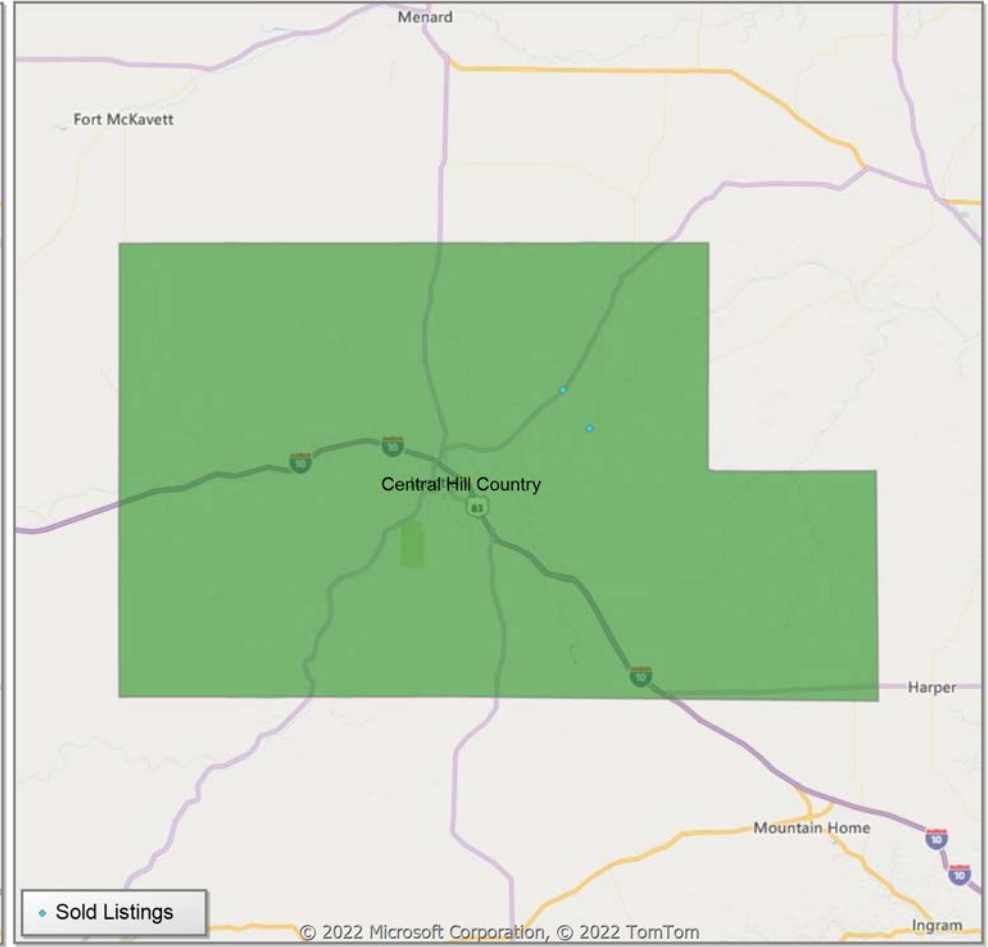 Menard
Fort McKavett
10
10
Central Hill Country
83
10
Harper
Mountain Home
10
10
Ingram
Sold Listings
© 2022 Microsoft Corporation, © 2022 TomTom